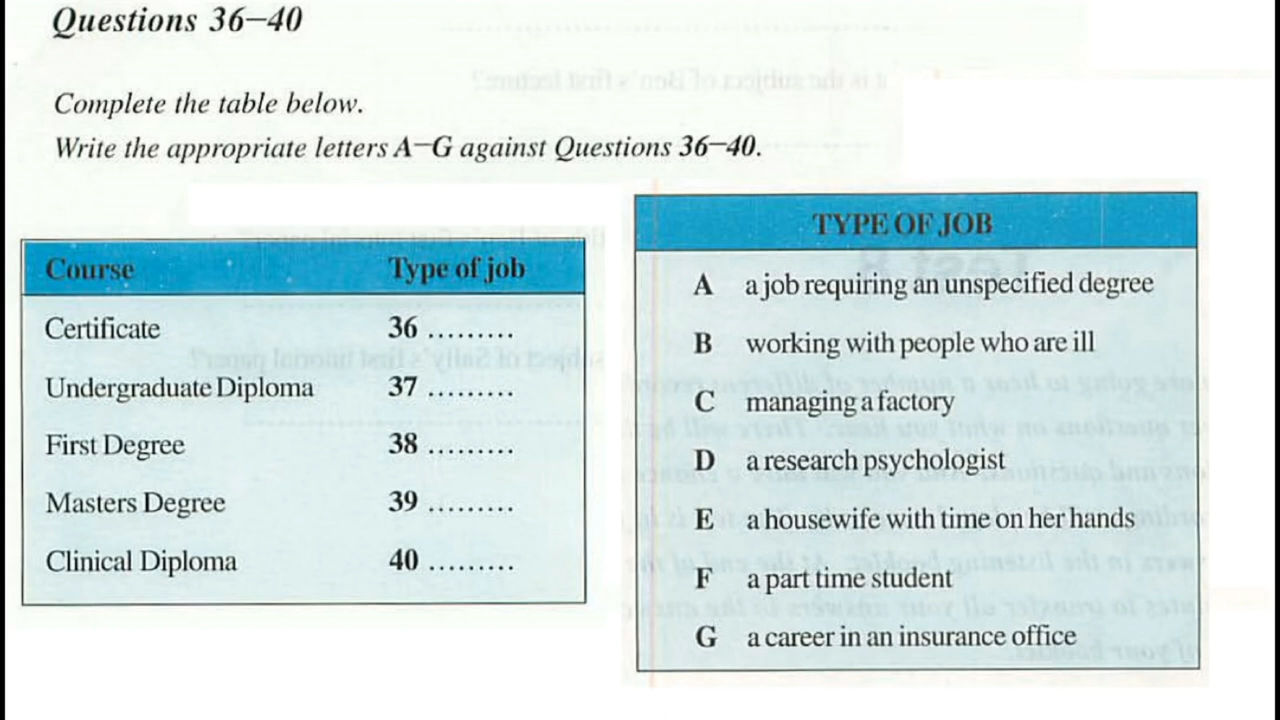 Questions 36–40
Complete the table below.
Write the appropriate letters A–G against Questions 36–40.
Course Type of job
Certificate 36 .........
Undergraduate Diploma 37 .........
First Degree 38 .........
Masters Degree 39 .........
Clinical Diploma 40 .........
TYPE OF JOB
A a job requiring an unspecified degree
B working with people who are ill
C managing a factory
D a research psychologist
E a housewife with time on her hands
F a part time student
G a career in an insurance office